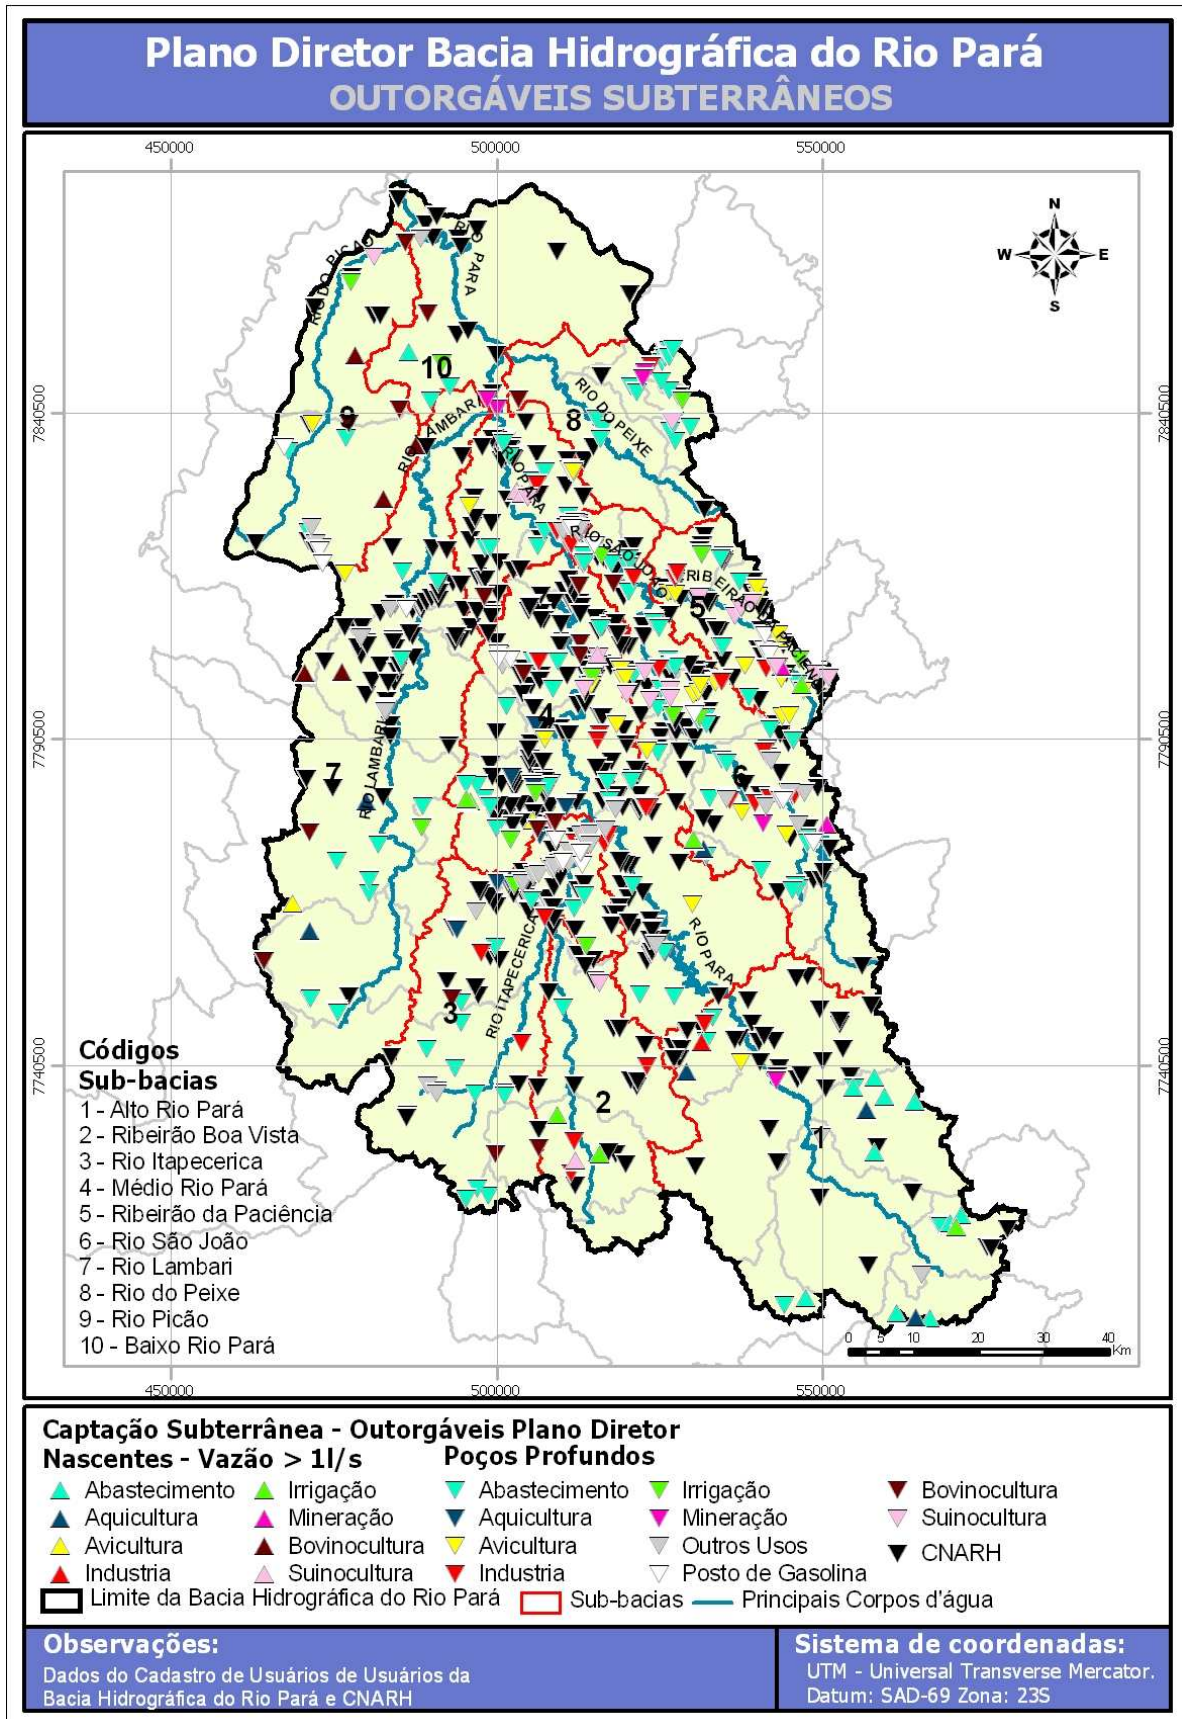 Plano Diretor Bacia Hidrográfica do Rio Pará
OUTORGÁVEIS SUBTERRÂNEOS
450000 500000 550000
N
W E
S
RIO DO PICAO
RIO PARA
10
9
8
RIO DO PEIXE
RIO LAMBARI
RIO PARA
7840500
7840500
RIO SÃO JOÃO
RIBEIRÃO DA PACIENCIA
5
4
7790500
7790500
7
6
RIO LAMBARI
RIO PARA
RIO ITAPECERICA
3
7740500
7740500
2
1
Códigos
Sub-bacias
1 - Alto Rio Pará
2 - Ribeirão Boa Vista
3 - Rio Itapecerica
4 - Médio Rio Pará
5 - Ribeirão da Paciência
6 - Rio São João
7 - Rio Lambari
8 - Rio do Peixe
9 - Rio Picão
10 - Baixo Rio Pará
0 5 10 20 30 40
Km
450000 500000 550000
Captação Subterrânea - Outorgáveis Plano Diretor
Nascentes - Vazão > 1l/s Poços Profundos
Abastecimento Irrigação Abastecimento Irrigação Bovinocultura
Aquicultura Mineração Aquicultura Mineração Suinocultura
Avicultura Bovinocultura Avicultura Outros Usos CNARH
Industria Suinocultura Industria Posto de Gasolina
Limite da Bacia Hidrográfica do Rio Pará Sub-bacias Principais Corpos d'água
Observações:
Dados do Cadastro de Usuários de Usuários da
Bacia Hidrográfica do Rio Pará e CNARH
Sistema de coordenadas:
UTM - Universal Transverse Mercator.
Datum: SAD-69 Zona: 23S